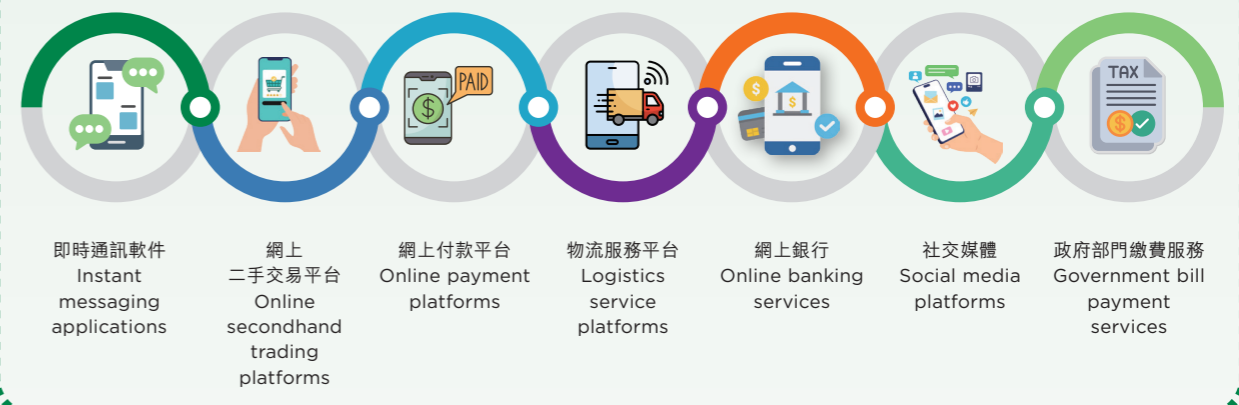 PAID
TAX
即時通訊軟件
Instant
messaging
applications
網上
二手交易平台
Online
secondhand
trading
platforms
網上付款平台
Online payment
platforms
物流服務平台
Logistics
service
platforms
網上銀行
Online banking
services
社交媒體
Social media
platforms
政府部門繳費服務
Government bill
payment
services